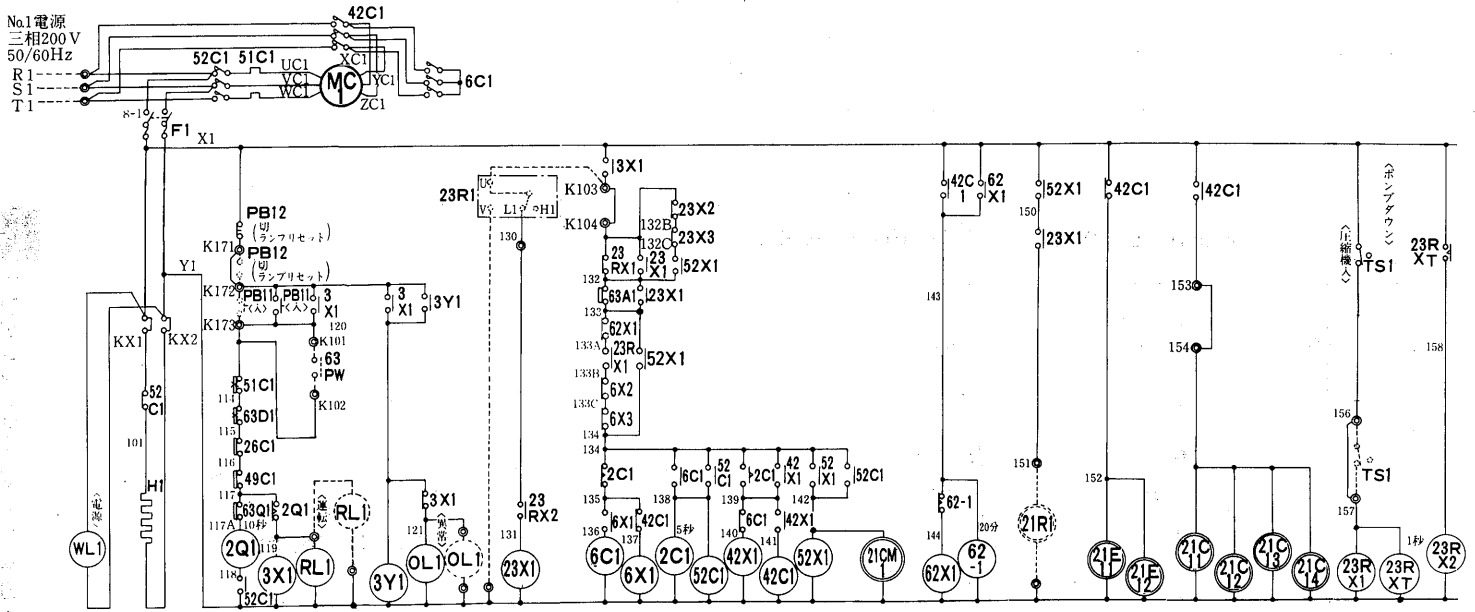 No.1電源
三相200V
50/60Hz
R1
S1
T1
52C1
51C1
UC1
VC1
WC1
MC
1
42C1
XC1
YC1
ZC1
6C1
8-1
F1
X1
Y1
KX1
KX2
52
C1
101
H1
WL1
PB12
(切
ランプリセット)
K171
PB12
(切
ランプリセット)
K172
PB11
〈入〉
PB11
〈入〉
3
X1
K173
120
K101
63
PW
K102
51C1
114
63D1
115
26C1
116
49C1
117
63Q1
117A
10秒
2Q1
119
〈運転〉
RL1
2Q1
118
52C1
3X1
RL1
3
X1
3Y1
3Y1
3X1
121
〈異常〉
OL1
OL1
23R1
U
V
L1
H1
130
23
RX2
131
23X1
3X1
K103
K104
23
RX1
132
63A1
133
62X1
133A
23R
X1
133B
6X2
133C
6X3
134
134
23
X1
23X1
52X1
23X2
132B
23X3
132C
52X1
2C1
135
6X1
136
42C1
137
6C1
6X1
6C1
138
5秒
2C1
52
C1
52C1
2C1
139
6C1
140
42X1
42
X1
42X1
141
42C1
52
X1
142
52X1
52C1
21CM
1
42C
1
62
X1
143
62-1
144
62X1
20分
62
-1
52X1
150
23X1
151
21R1
42C1
152
21E
11
21E
12
42C1
153
154
21C
11
21C
12
21C
13
21C
14
〈ポンプダウン〉
〈圧縮機入〉
TS1
156
TS1
157
23R
X1
1秒
23R
XT
23R
XT
158
23R
X2